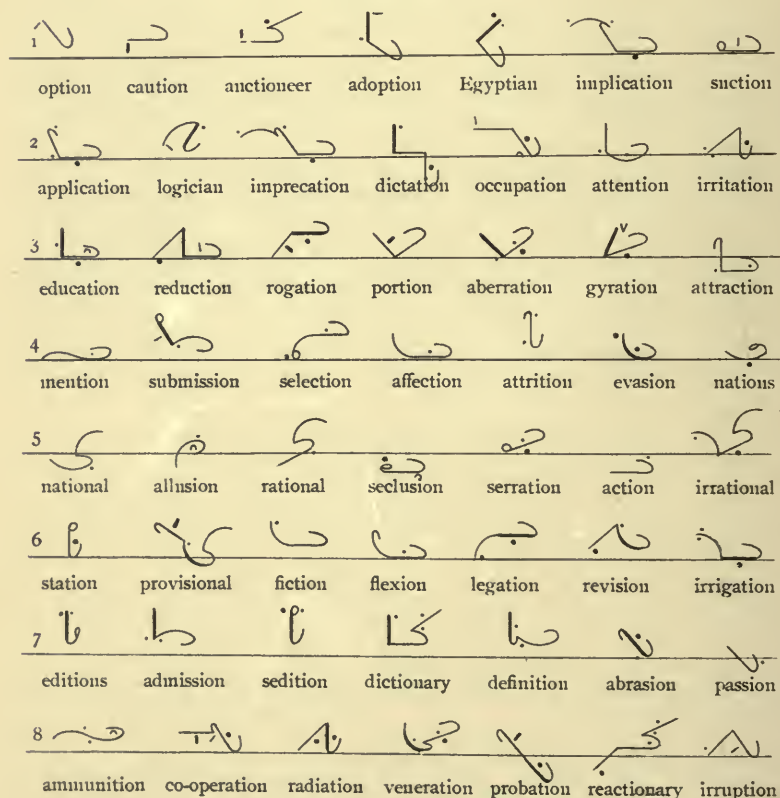 1 option caution auctioneer adoption Egyptian implication suction
2 application logician imprecation dictation occupation attention irritation
3 education reduction rogation portion aberration gyration attraction
4 mention submission selection affection attrition evasion nations
5 national allusion rational seclusion serration action irrational
6 station provisional fiction flexion legation revision irrigation
7 editions admission sedition dictionary definition abrasion passion
8 ammunition co-operation radiation veneration probation reactionary irruption